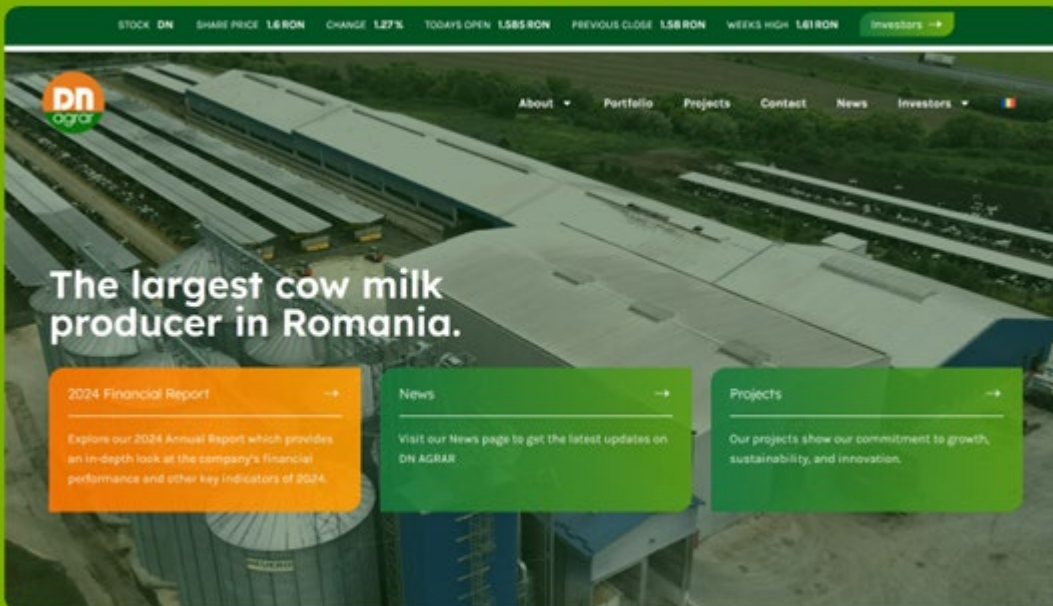 STOCK DN SHARE PRICE 1.6 RON CHANGE 1.27% TODAYS OPEN 1.585 RON PREVIOUS CLOSE 1.58 RON WEEKS HIGH 1.61 RON Investors →
DN
agrar
About Portfolio Projects Contact News Investors
The largest cow milk
producer in Romania.
2024 Financial Report →
Explore our 2024 Annual Report which provides
an in-depth look at the company's financial
performance and other key indicators of 2024.
News →
Visit our News page to get the latest updates on
DN AGRAR
Projects →
Our projects show our commitment to growth,
sustainability, and innovation.